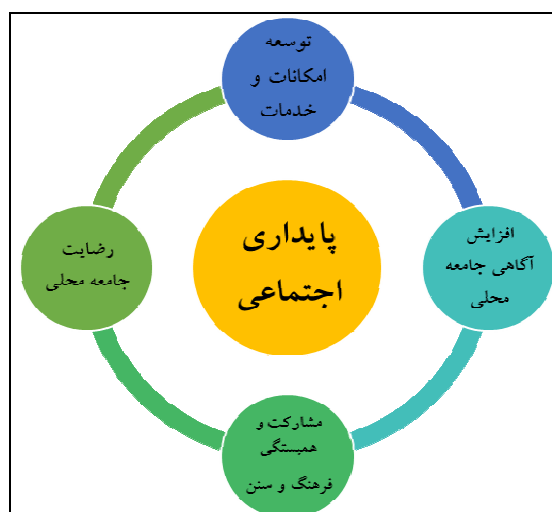 توسعه
امکانات و
خدمات
افزایش
آگاهی جامعه
محلی
پایداری
اجتماعی
رضایت
جامعه محلی
مشارکت و
همبستگی
فرهنگ و سنن